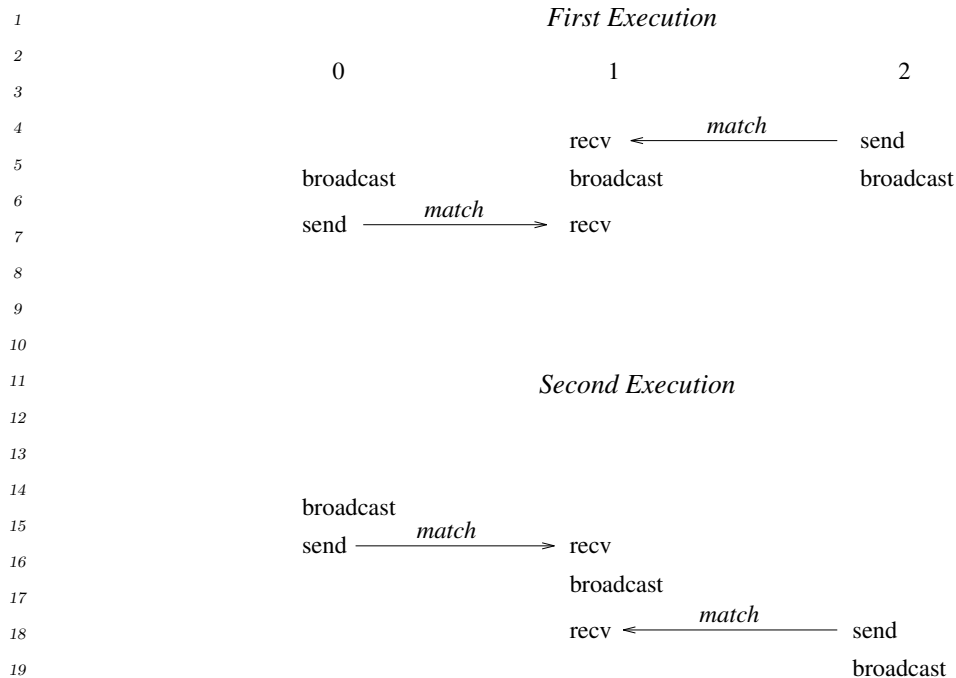 1 First Execution
2
0 1 2
3
4 match
recv send
5 broadcast broadcast broadcast
6 match
7 send recv
8
9
10
11 Second Execution
12
13
14 broadcast
15 match
16 send recv
17 broadcast
match
18 recv send
19 broadcast